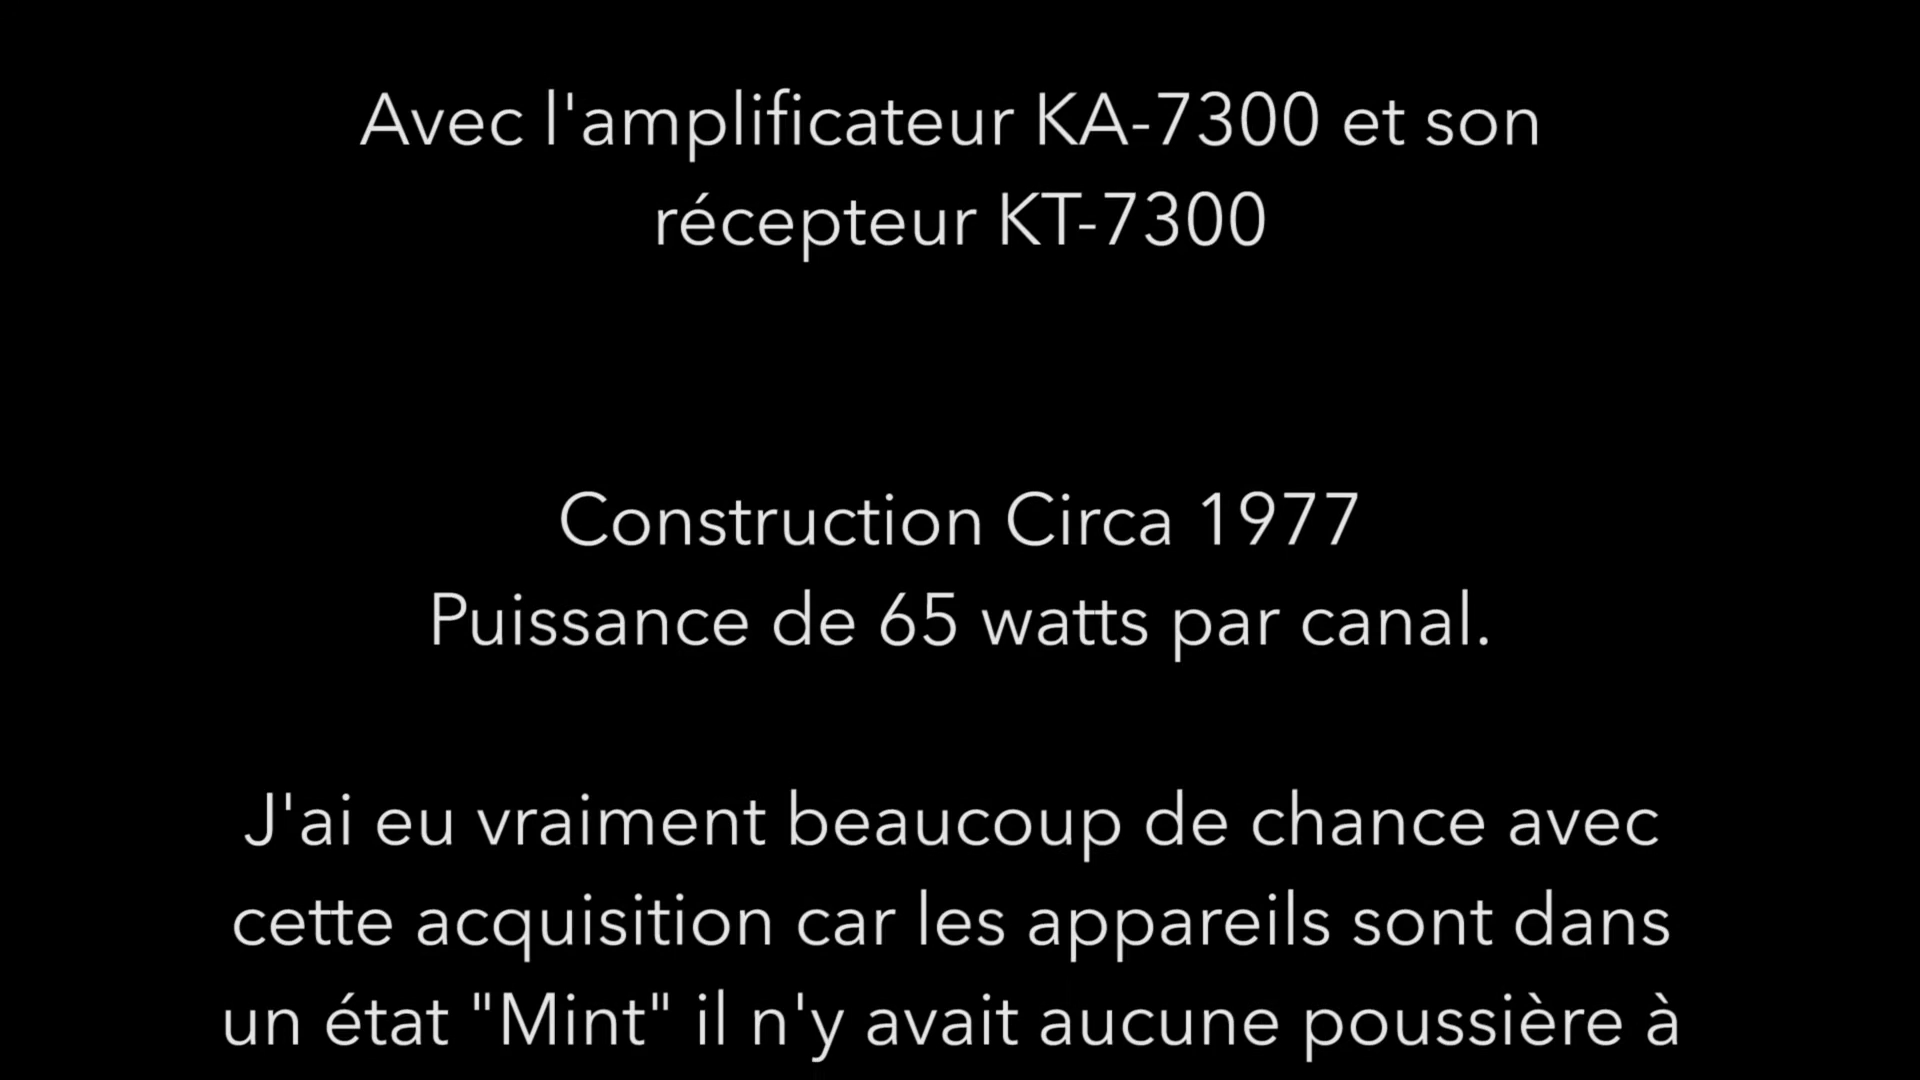 Avec l'amplificateur KA-7300 et son
récepteur KT-7300
Construction Circa 1977
Puissance de 65 watts par canal.
J'ai eu vraiment beaucoup de chance avec
cette acquisition car les appareils sont dans
un état "Mint" il n'y avait aucune poussière à